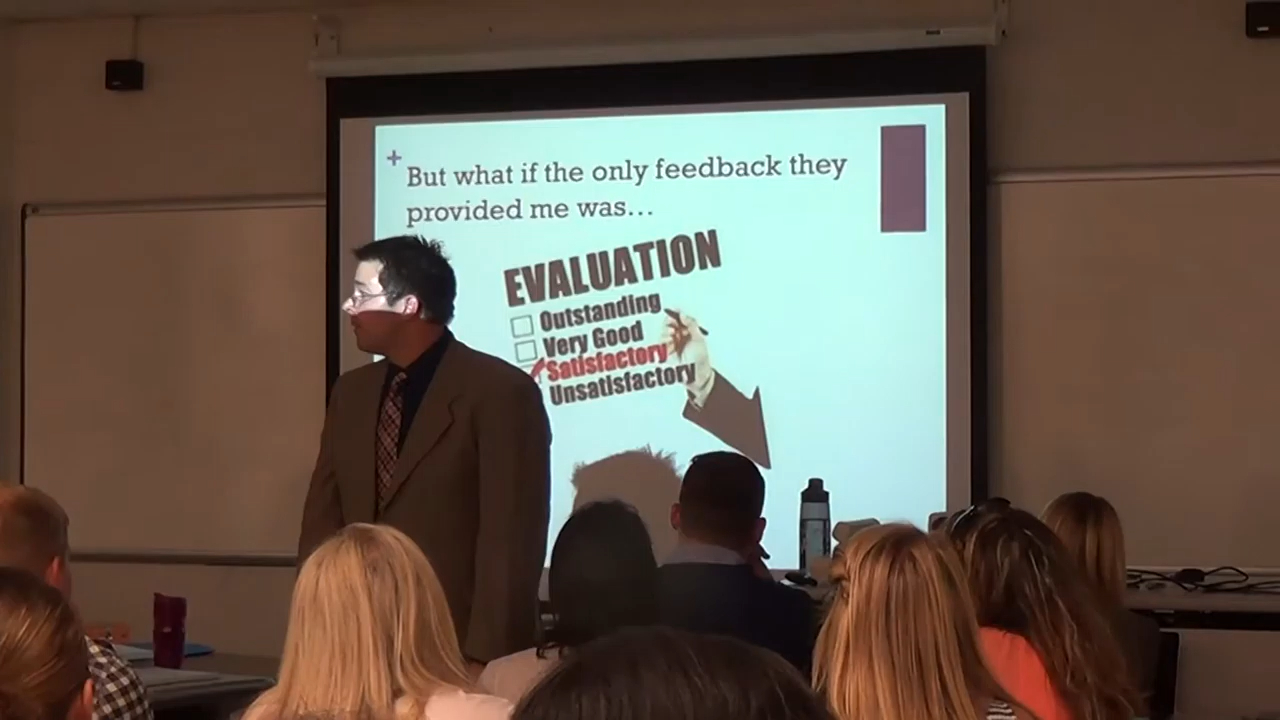 +
But what if the only feedback they
provided me was…
EVALUATION
Outstanding
Very Good
Satisfactory
Unsatisfactory